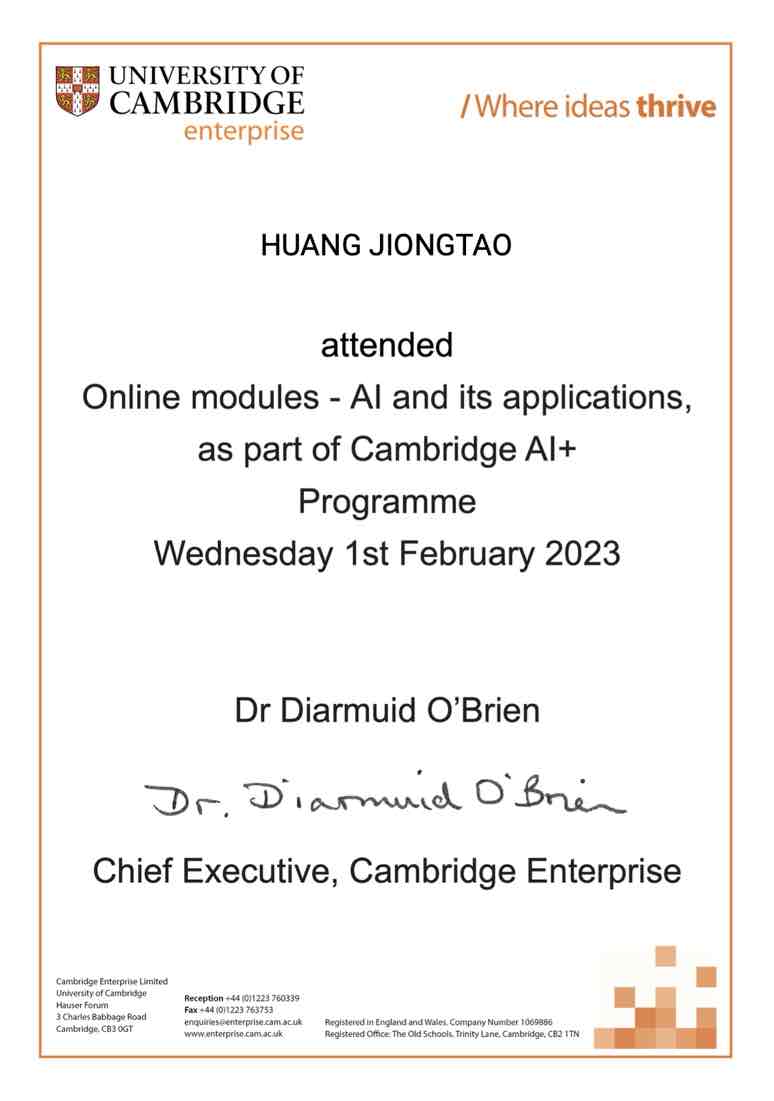 UNIVERSITY OF
CAMBRIDGE
enterprise
/Where ideas thrive
HUANG JIONGTAO
attended
Online modules - AI and its applications,
as part of Cambridge AI+
Programme
Wednesday 1st February 2023
Dr Diarmuid O’Brien
Dr. Diarmuid O'Brien
Chief Executive, Cambridge Enterprise
Cambridge Enterprise Limited
University of Cambridge
Hauser Forum
3 Charles Babbage Road
Cambridge, CB3 0GT
Reception +44 (0)1223 760339
Fax +44 (0)1223 763753
enquiries@enterprise.cam.ac.uk
www.enterprise.cam.ac.uk
Registered in England and Wales, Company Number 1069886
Registered Office: The Old Schools, Trinity Lane, Cambridge, CB2 1TN